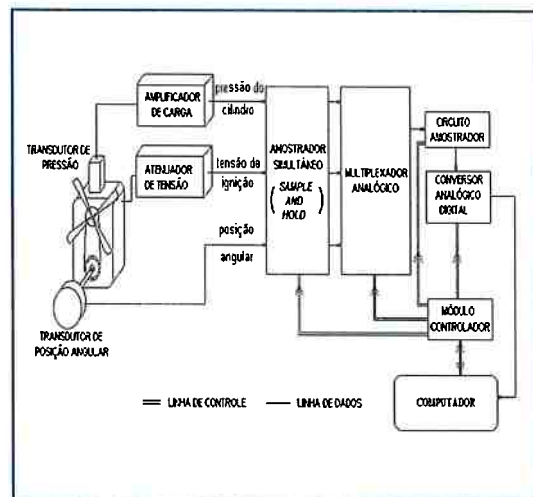 AMPLIFICADOR
DE CARGA
pressão do
cilindro
TRANSDUTOR DE
PRESSÃO
ATENUADOR
DE TENSÃO
tensão da
ignição
posição
angular
TRANSDUTOR DE
POSIÇÃO ANGULAR
AMOSTRADOR
SIMULTÂNEO
( SAMPLE
AND
HOLD )
MULTIPLEXADOR
ANALÓGICO
CIRCUITO
AMOSTRADOR
CONVERSOR
ANALÓGICO
DIGITAL
MÓDULO
CONTROLADOR
COMPUTADOR
LINHA DE CONTROLE
LINHA DE DADOS